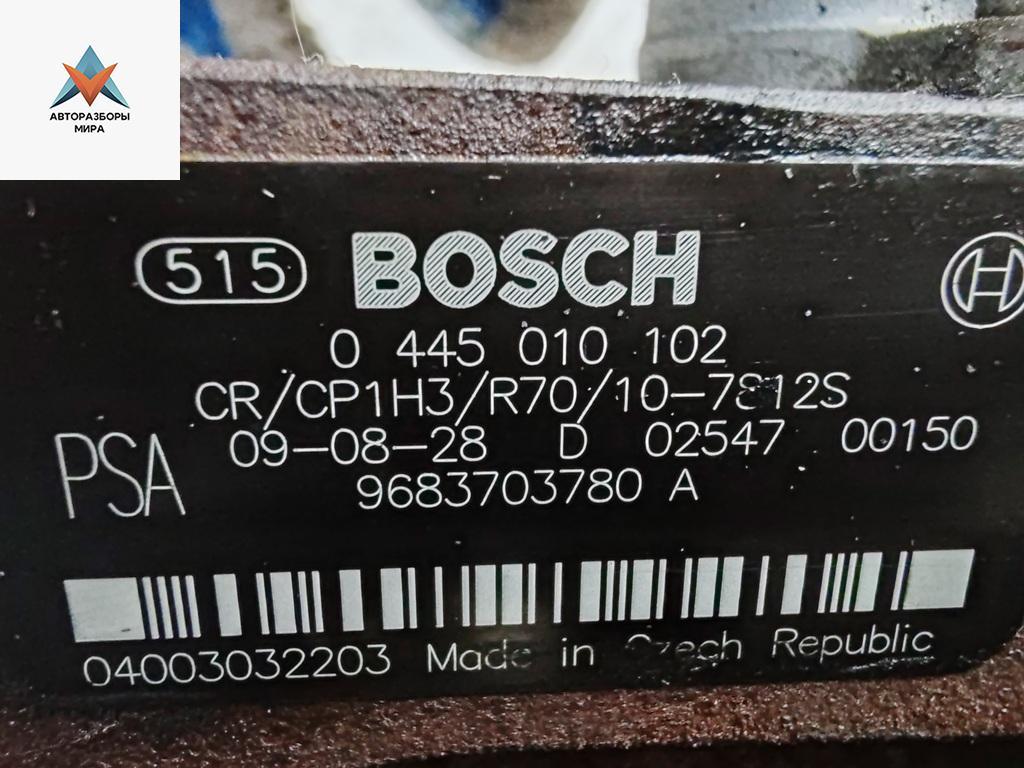 АВТОРАЗБОРЫ
МИРА
515 BOSCH
0 445 010 102
CR/CP1H3/R70/10-7812S
PSA 09-08-28 D 02547 00150
9683703780 A
04003032203 Made in Czech Republic